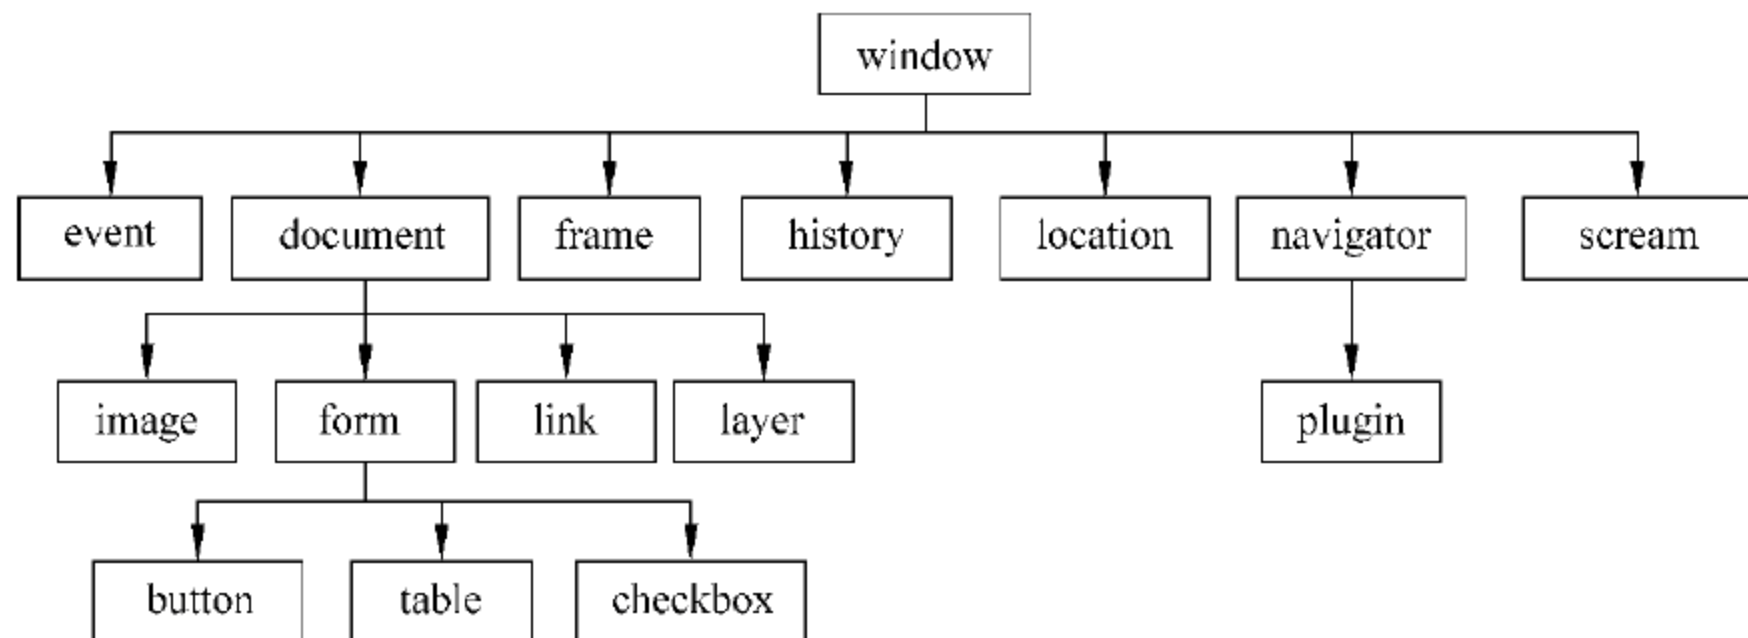 window
event document frame history location navigator scream
image form link layer plugin
button table checkbox